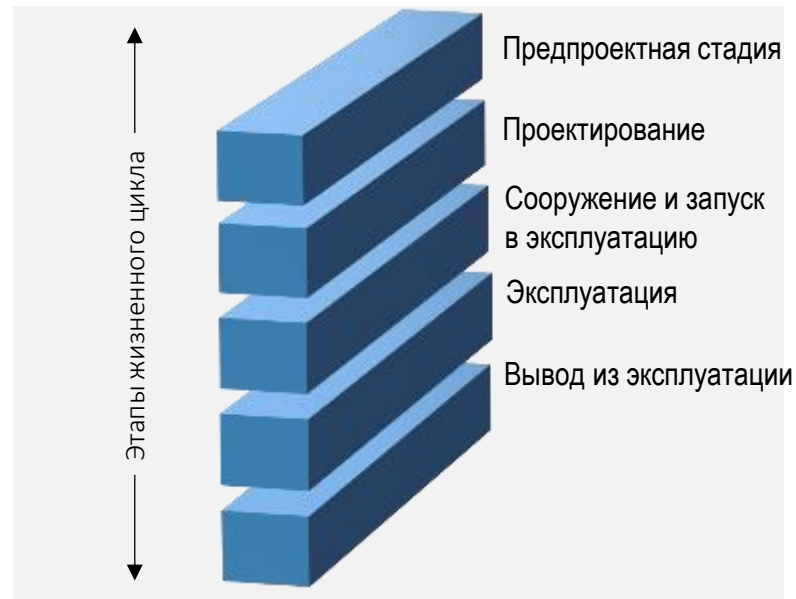 Предпроектная стадия
Проектирование
Сооружение и запуск
в эксплуатацию
Эксплуатация
Вывод из эксплуатации
Этапы жизненного цикла